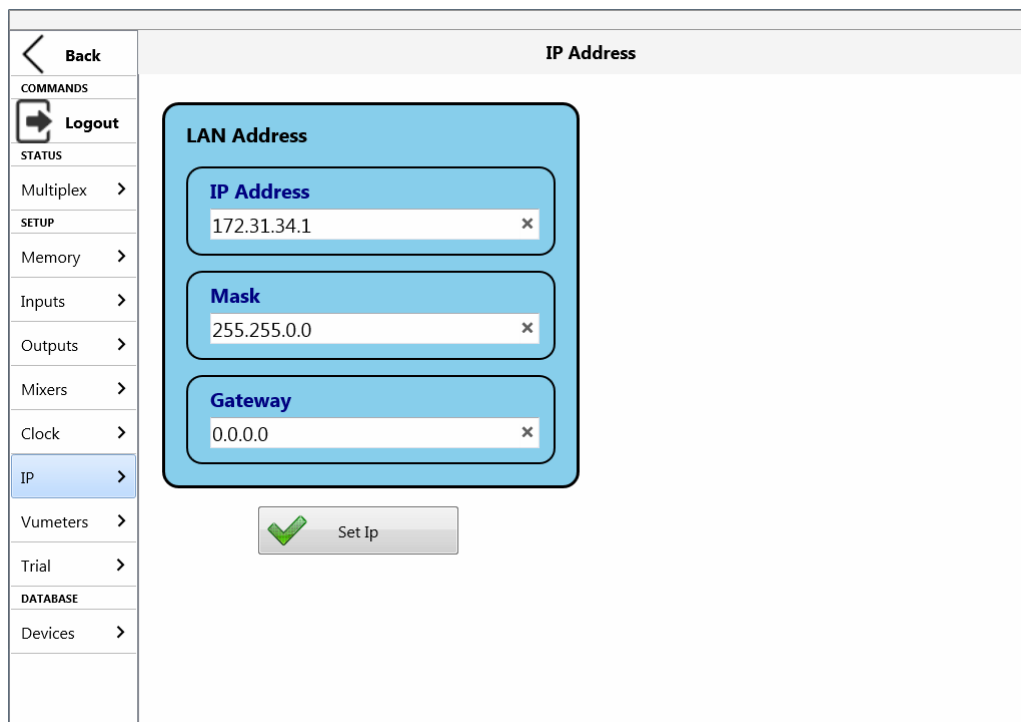 Back
IP Address
COMMANDS
Logout
STATUS
Multiplex
SETUP
Memory
Inputs
Outputs
Mixers
Clock
IP
Vumeters
Trial
DATABASE
Devices
LAN Address
IP Address
172.31.34.1
Mask
255.255.0.0
Gateway
0.0.0.0
Set Ip